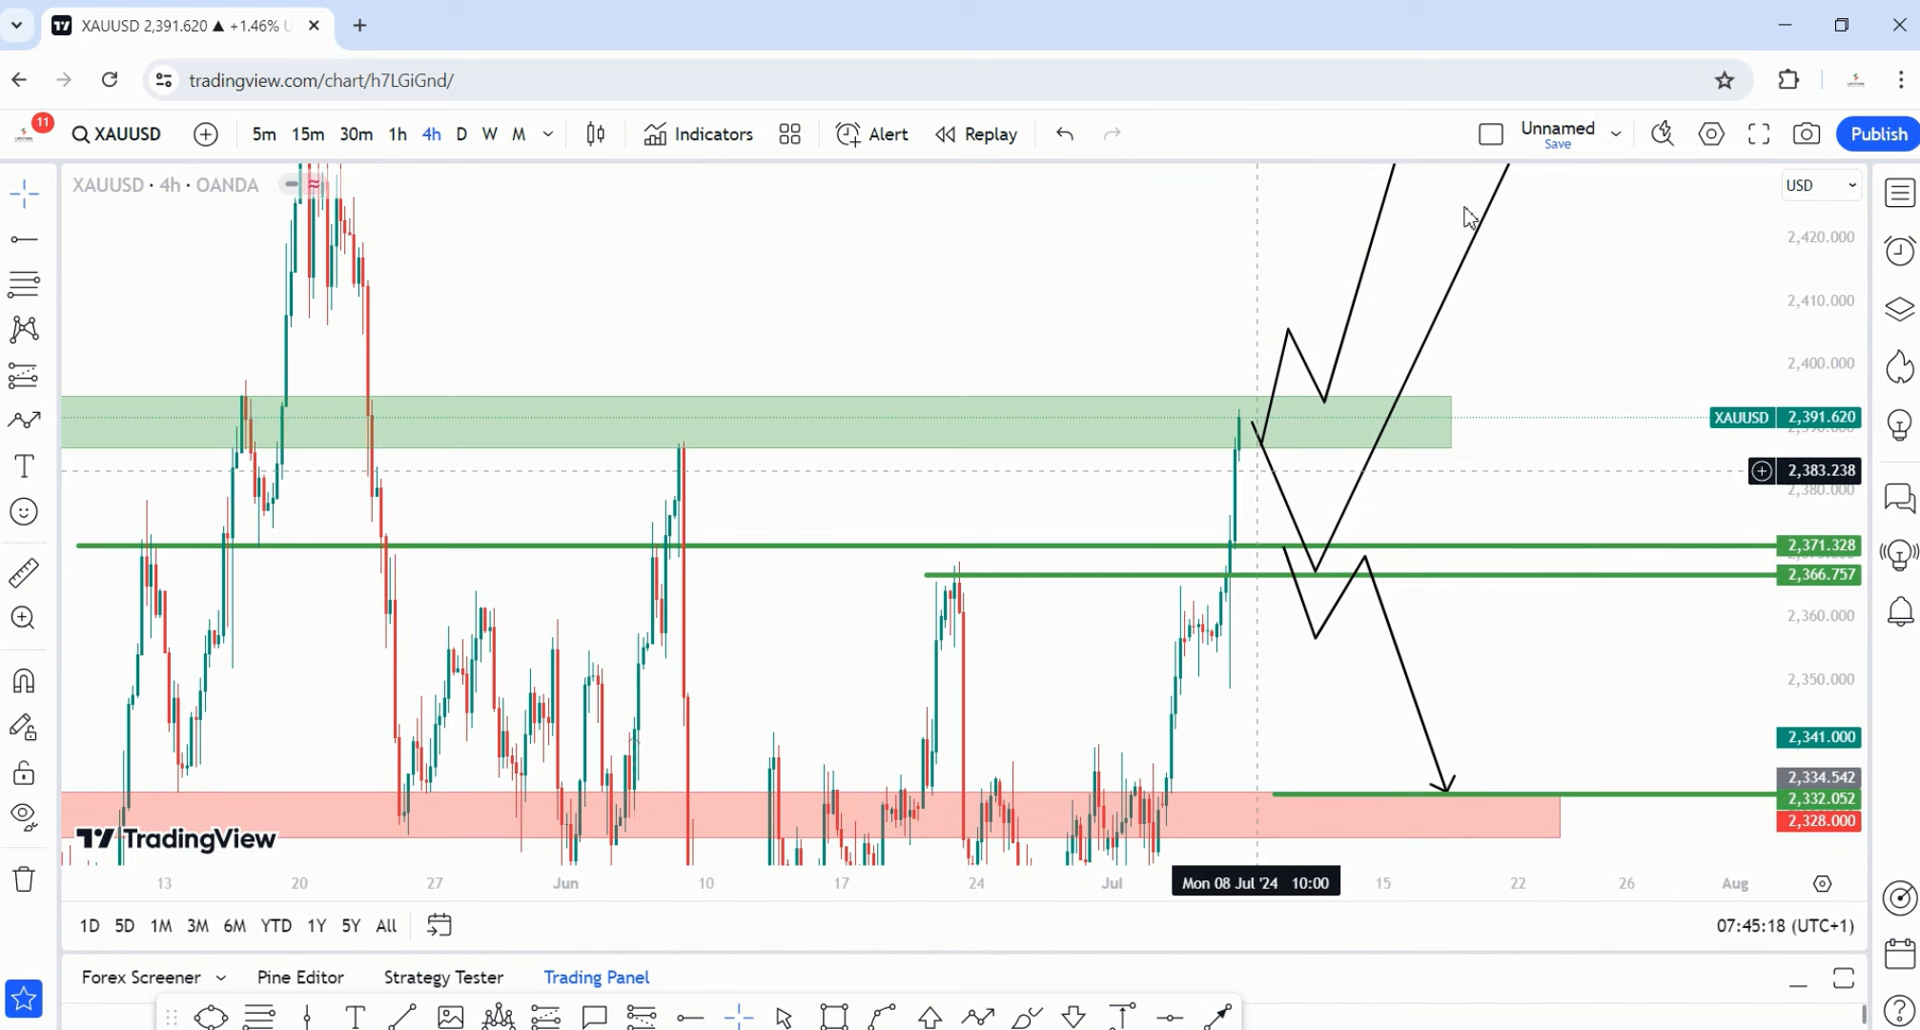 XAUUSD 2,391.620 ▲ +1.46% U
tradingview.com/chart/h7LGiGnd/
11
XAUUSD
5m 15m 30m 1h 4h D W M
Indicators
Alert
Replay
Unnamed
Save
Publish
XAUUSD · 4h · OANDA
USD
2,420.000
2,410.000
2,400.000
XAUUSD 2,391.620
2,390.000
2,383.238
2,380.000
2,371.328
2,366.757
2,360.000
2,350.000
2,341.000
2,334.542
2,332.052
2,328.000
TradingView
13 20 27 Jun 10 17 24 Jul Mon 08 Jul '24 10:00 15 22 26 Aug
1D 5D 1M 3M 6M YTD 1Y 5Y All
07:45:18 (UTC+1)
Forex Screener Pine Editor Strategy Tester Trading Panel